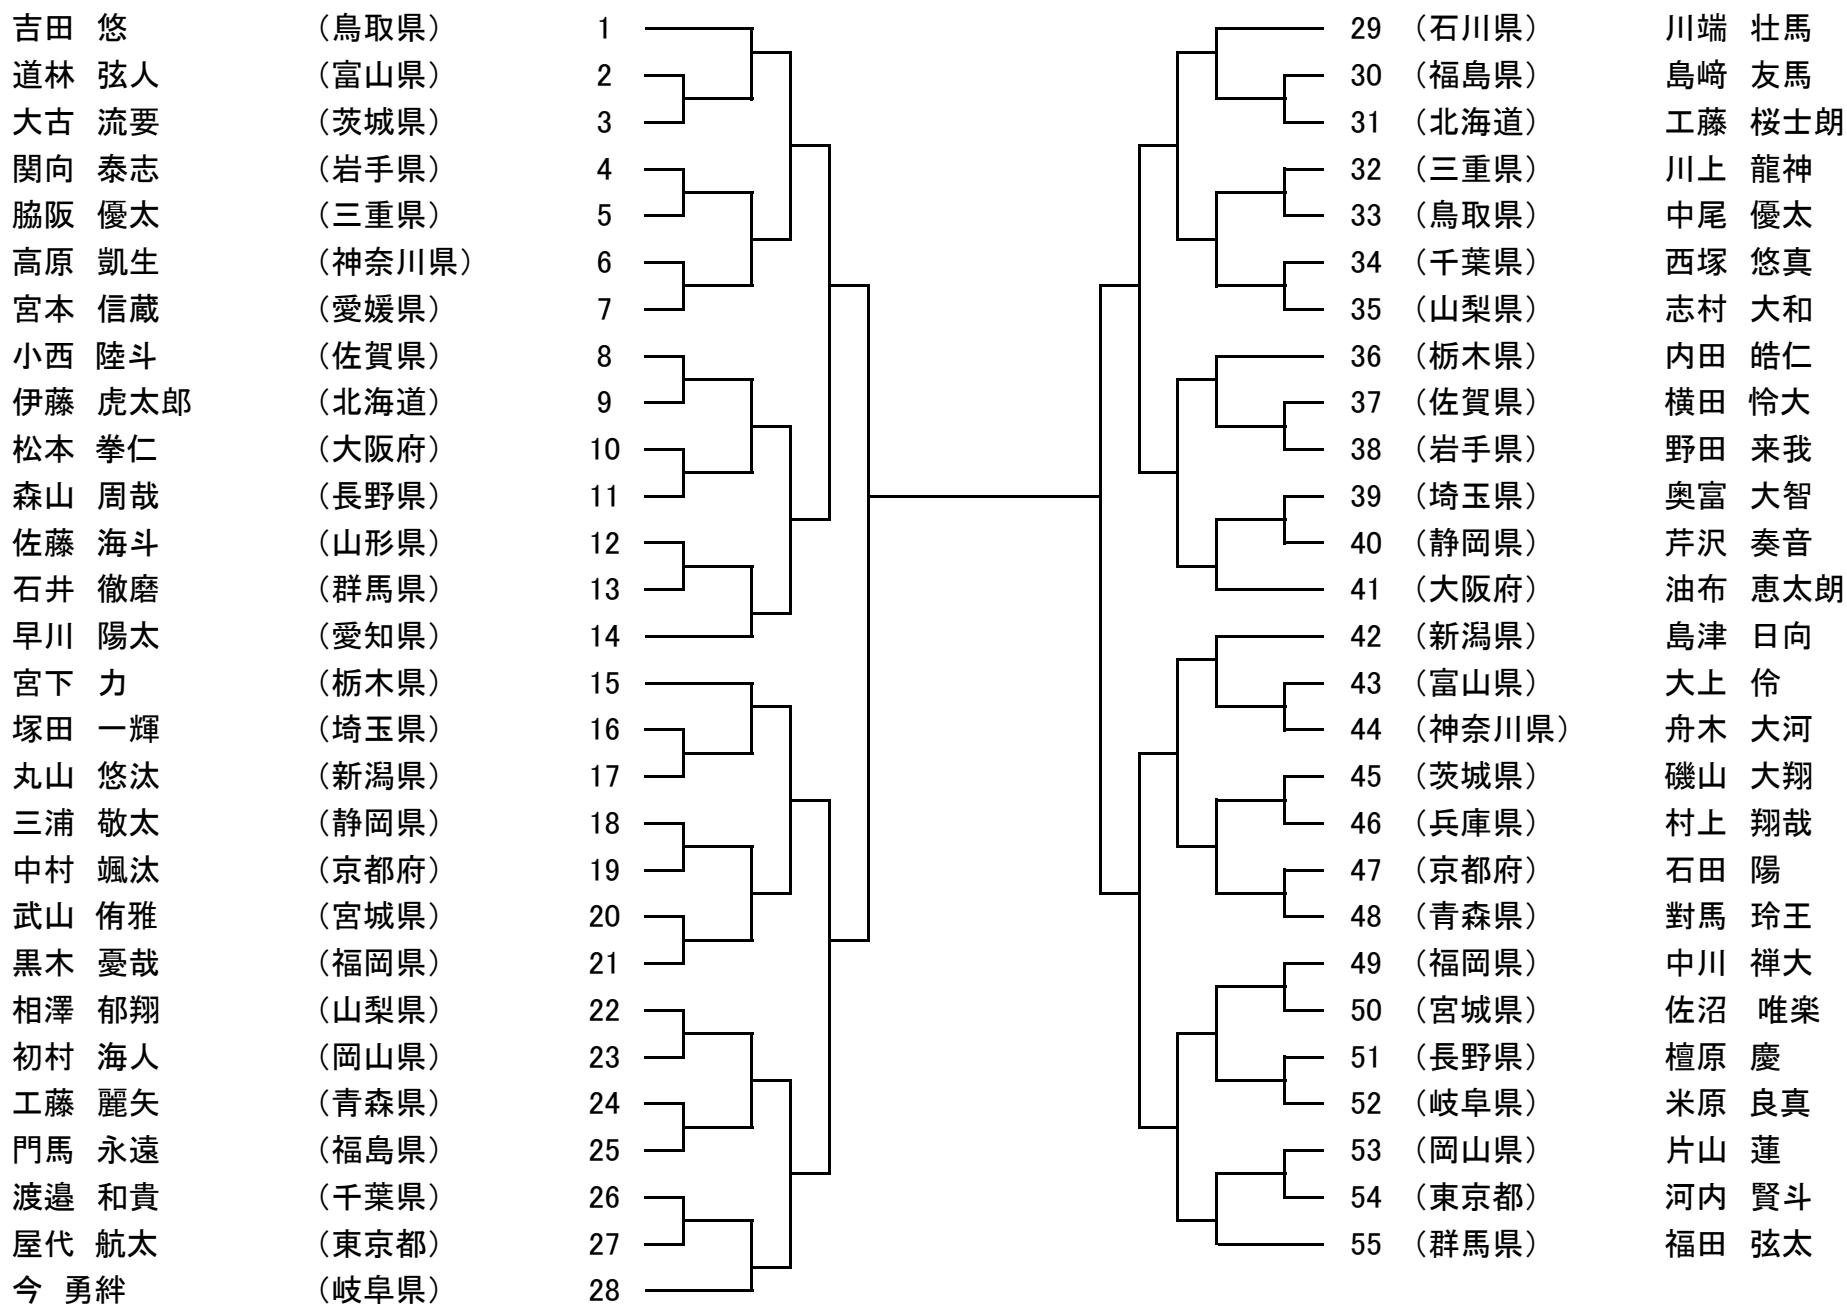 吉田 悠 (鳥取県) 1
道林 弦人 (富山県) 2
大古 流要 (茨城県) 3
関向 泰志 (岩手県) 4
脇阪 優太 (三重県) 5
高原 凱生 (神奈川県) 6
宮本 信蔵 (愛媛県) 7
小西 陸斗 (佐賀県) 8
伊藤 虎太郎 (北海道) 9
松本 拳仁 (大阪府) 10
森山 周哉 (長野県) 11
佐藤 海斗 (山形県) 12
石井 徹磨 (群馬県) 13
早川 陽太 (愛知県) 14
宮下 力 (栃木県) 15
塚田 一輝 (埼玉県) 16
丸山 悠汰 (新潟県) 17
三浦 敬太 (静岡県) 18
中村 颯汰 (京都府) 19
武山 侑雅 (宮城県) 20
黒木 憂哉 (福岡県) 21
相澤 郁翔 (山梨県) 22
初村 海人 (岡山県) 23
工藤 麗矢 (青森県) 24
門馬 永遠 (福島県) 25
渡邉 和貴 (千葉県) 26
屋代 航太 (東京都) 27
今 勇絆 (岐阜県) 28
29 (石川県) 川端 壮馬
30 (福島県) 島﨑 友馬
31 (北海道) 工藤 桜士朗
32 (三重県) 川上 龍神
33 (鳥取県) 中尾 優太
34 (千葉県) 西塚 悠真
35 (山梨県) 志村 大和
36 (栃木県) 内田 皓仁
37 (佐賀県) 横田 怜大
38 (岩手県) 野田 来我
39 (埼玉県) 奥富 大智
40 (静岡県) 芹沢 奏音
41 (大阪府) 油布 恵太朗
42 (新潟県) 島津 日向
43 (富山県) 大上 伶
44 (神奈川県) 舟木 大河
45 (茨城県) 磯山 大翔
46 (兵庫県) 村上 翔哉
47 (京都府) 石田 陽
48 (青森県) 對馬 玲王
49 (福岡県) 中川 禅大
50 (宮城県) 佐沼 唯楽
51 (長野県) 檀原 慶
52 (岐阜県) 米原 良真
53 (岡山県) 片山 蓮
54 (東京都) 河内 賢斗
55 (群馬県) 福田 弦太